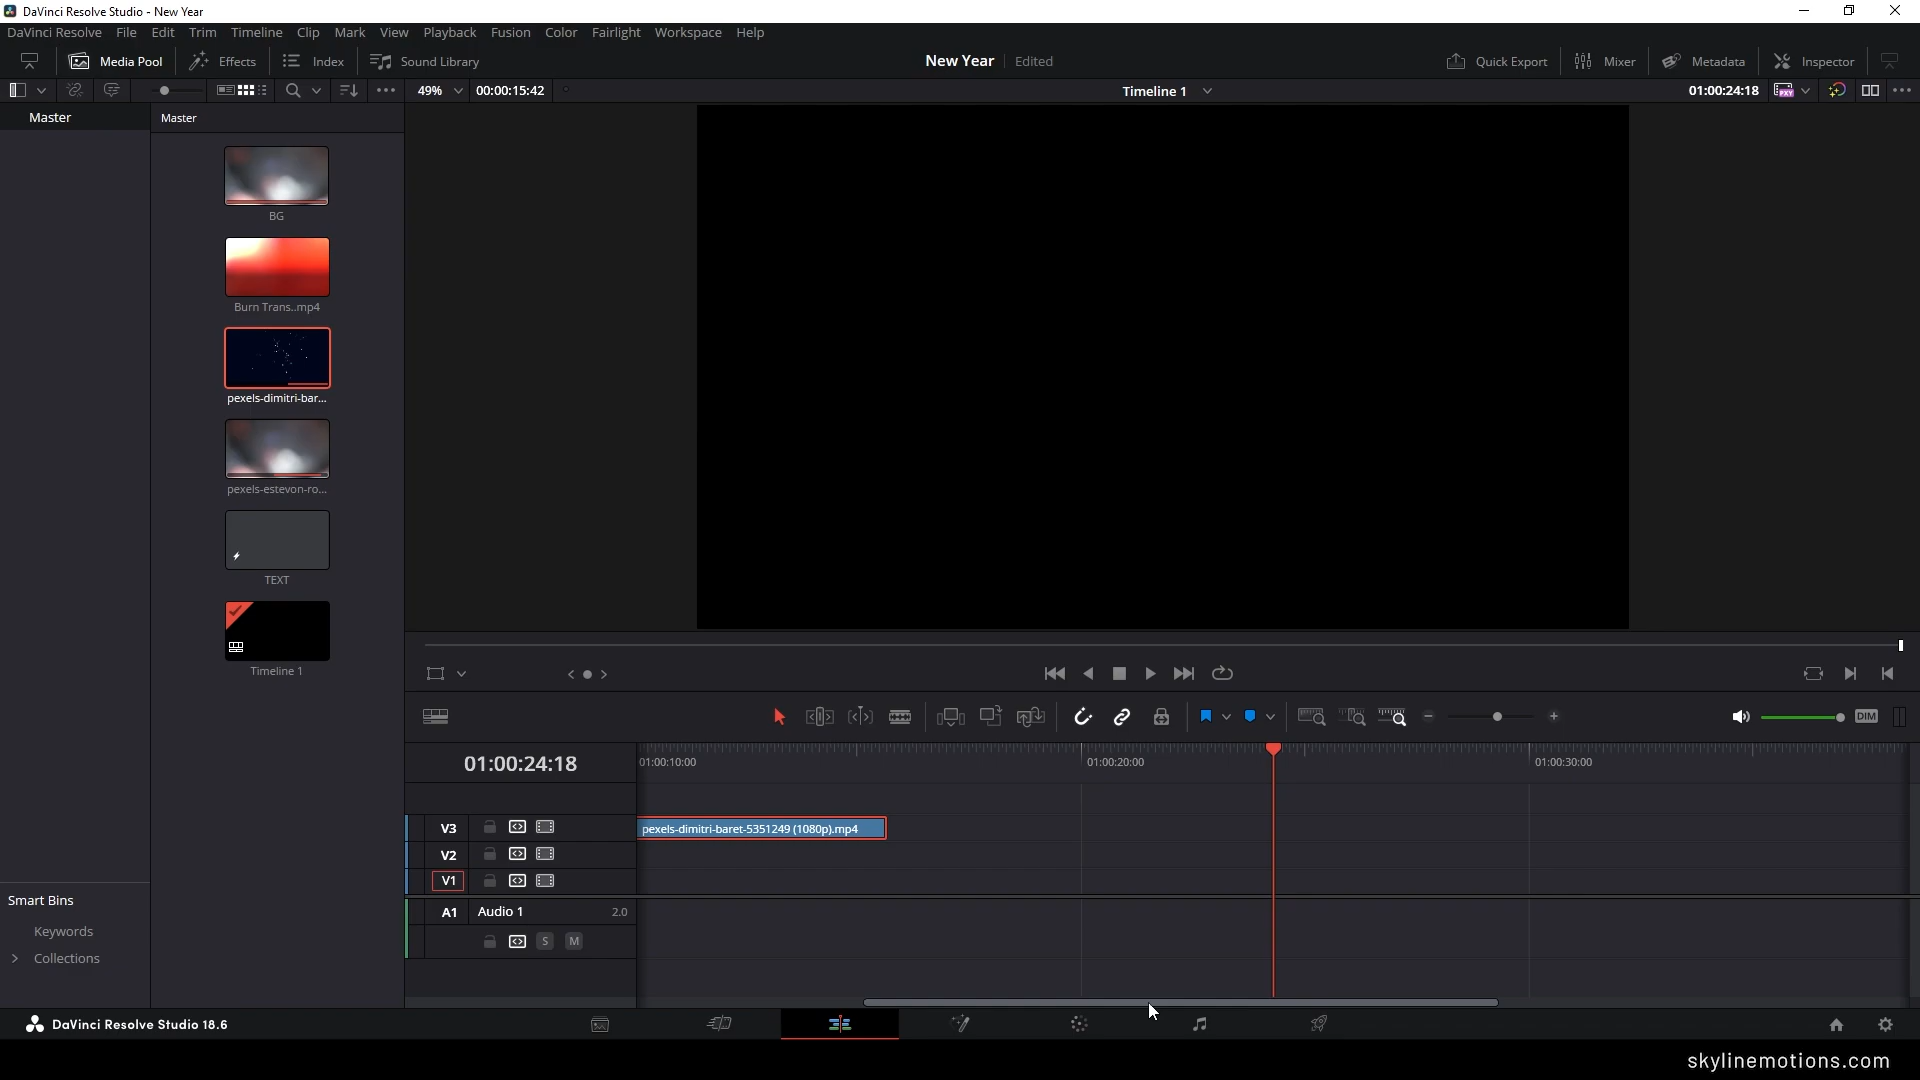 DaVinci Resolve Studio - New Year
DaVinci Resolve File Edit Trim Timeline Clip Mark View Playback Fusion Color Fairlight Workspace Help
Media Pool Effects Index Sound Library New Year Edited Quick Export Mixer Metadata Inspector
49% 00:00:15:42 Timeline 1 01:00:24:18 PXY
Master
Master
BG
Burn Trans..mp4
pexels-dimitri-bar...
pexels-estevon-ro...
TEXT
Timeline 1
Smart Bins
Keywords
Collections
DIM
01:00:24:18 01:00:10:00 01:00:20:00 01:00:30:00
V3 pexels-dimitri-baret-5351249 (1080p).mp4
V2
V1
A1 Audio 1 2.0
S M
DaVinci Resolve Studio 18.6
skylinemotions.com